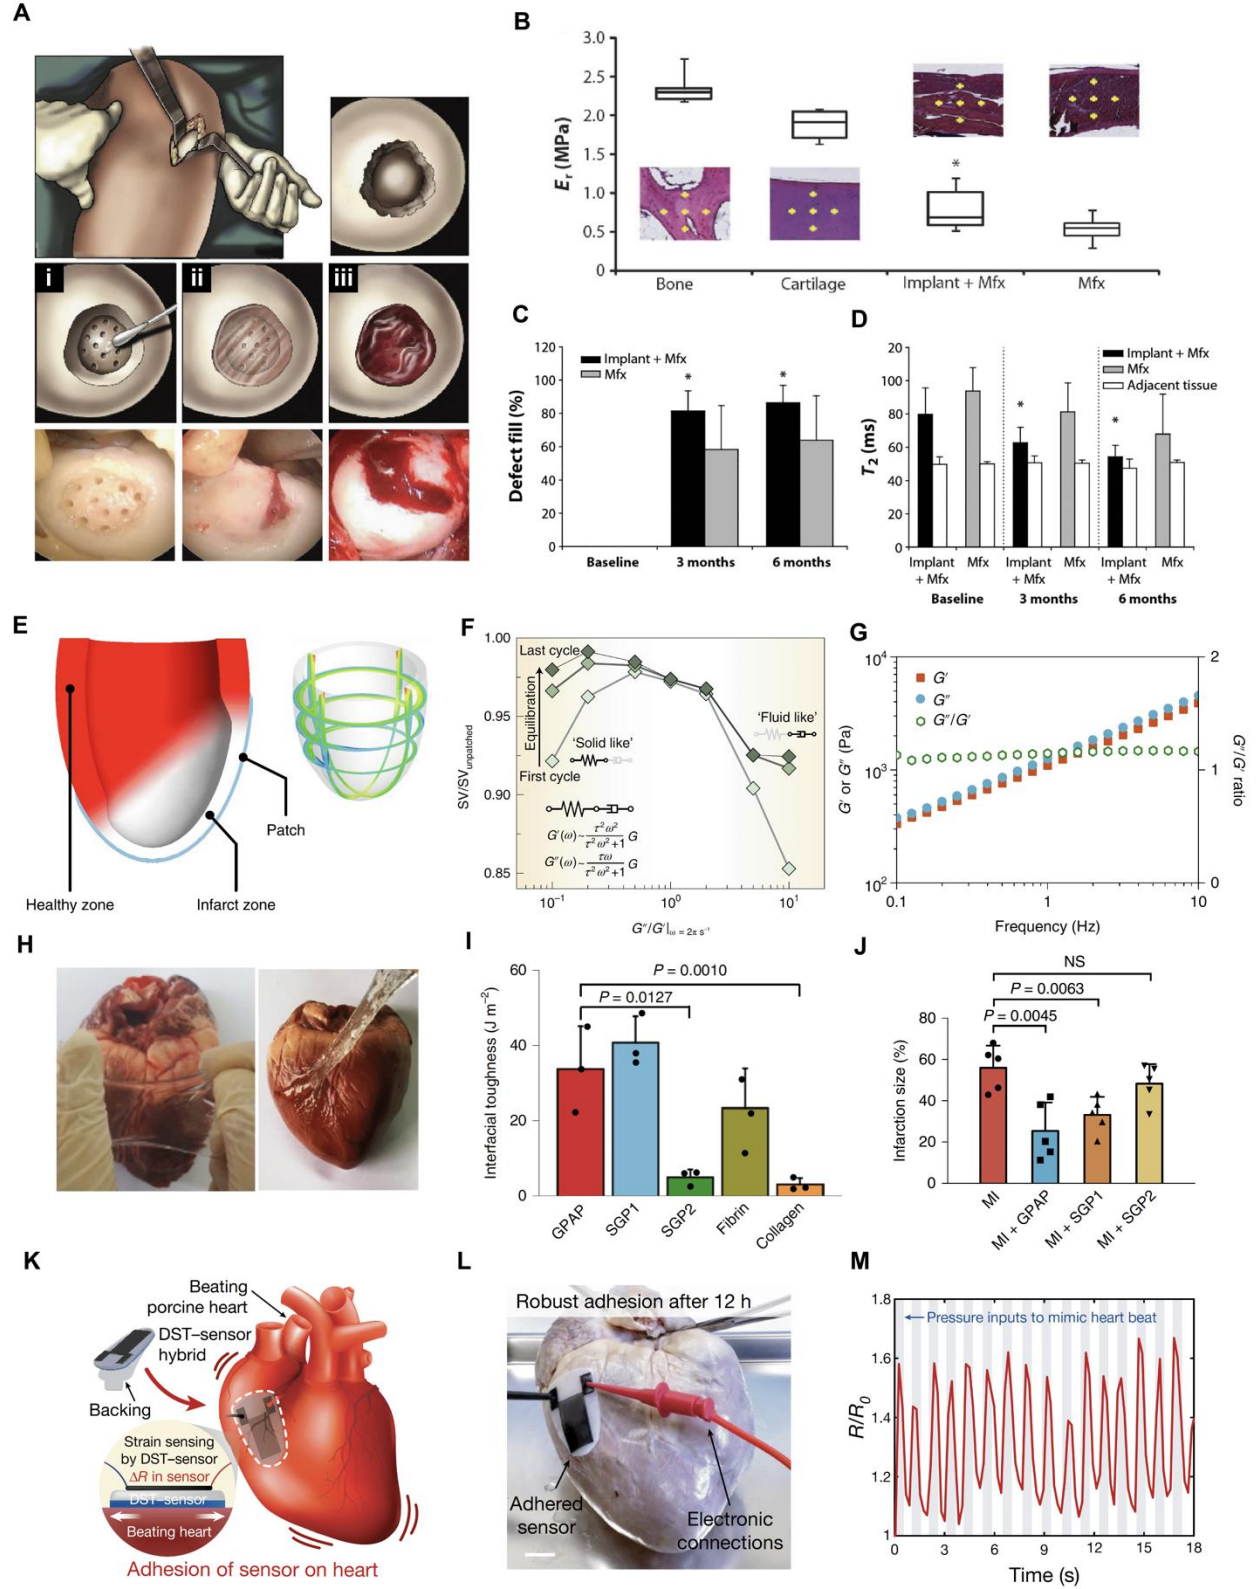 A
i
ii
iii
B
3.0
2.5
2.0
1.5
1.0
0.5
0
Er (MPa)
*
Bone
Cartilage
Implant + Mfx
Mfx
C
120
100
80
60
40
20
0
Defect fill (%)
Implant + Mfx
Mfx
*
*
Baseline
3 months
6 months
D
20
100
80
60
40
20
0
T2 (ms)
Implant + Mfx
Mfx
Adjacent tissue
*
*
Implant
+ Mfx
Mfx
Implant
+ Mfx
Mfx
Implant
+ Mfx
Mfx
Baseline
3 months
6 months
E
Patch
Healthy zone
Infarct zone
F
1.00
0.95
0.90
0.85
SV/SVunpatched
Last cycle
Equilibration
First cycle
'Solid like'
'Fluid like'
G′(ω) ~ τ²ω²/τ²ω²+1 G
G″(ω) ~ τω/τ²ω²+1 G
10⁻¹
10⁰
10¹
G″/G′|ω = 2π s⁻¹
G
10⁴
10³
10²
G′ or G″ (Pa)
G′
G″
G″/G′
2
1
0
G″/G′ ratio
0.1
1
10
Frequency (Hz)
H
I
60
40
20
0
Interfacial toughness (J m⁻²)
P = 0.0010
P = 0.0127
GPAP
SGP1
SGP2
Fibrin
Collagen
J
80
60
40
20
0
Infarction size (%)
NS
P = 0.0063
P = 0.0045
MI
MI + GPAP
MI + SGP1
MI + SGP2
K
Beating
porcine heart
DST–sensor
hybrid
Backing
Strain sensing
by DST–sensor
ΔR in sensor
DST–sensor
Beating heart
Adhesion of sensor on heart
L
Robust adhesion after 12 h
Adhered
sensor
Electronic
connections
M
1.8
1.6
1.4
1.2
1
R/R0
Pressure inputs to mimic heart beat
0
3
6
9
12
15
18
Time (s)